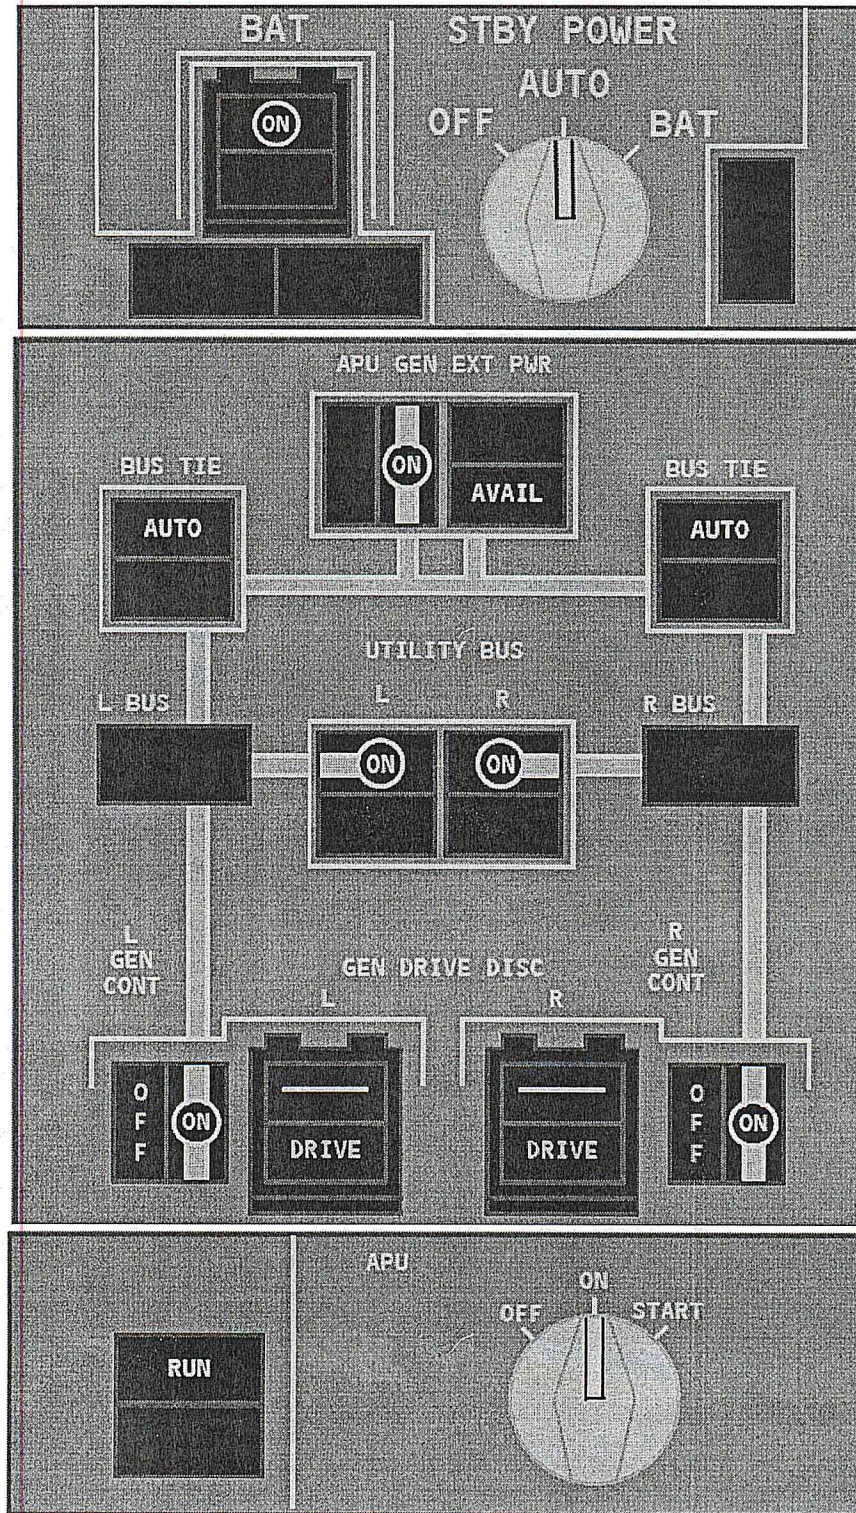 BAT
STBY POWER
AUTO
OFF
BAT
ON
APU GEN EXT PWR
ON
AVAIL
BUS TIE
BUS TIE
AUTO
AUTO
UTILITY BUS
L
R
L BUS
R BUS
ON
ON
L
GEN
CONT
R
GEN
CONT
GEN DRIVE DISC
L
R
O
F
F
ON
DRIVE
DRIVE
O
F
F
ON
APU
ON
OFF
START
RUN